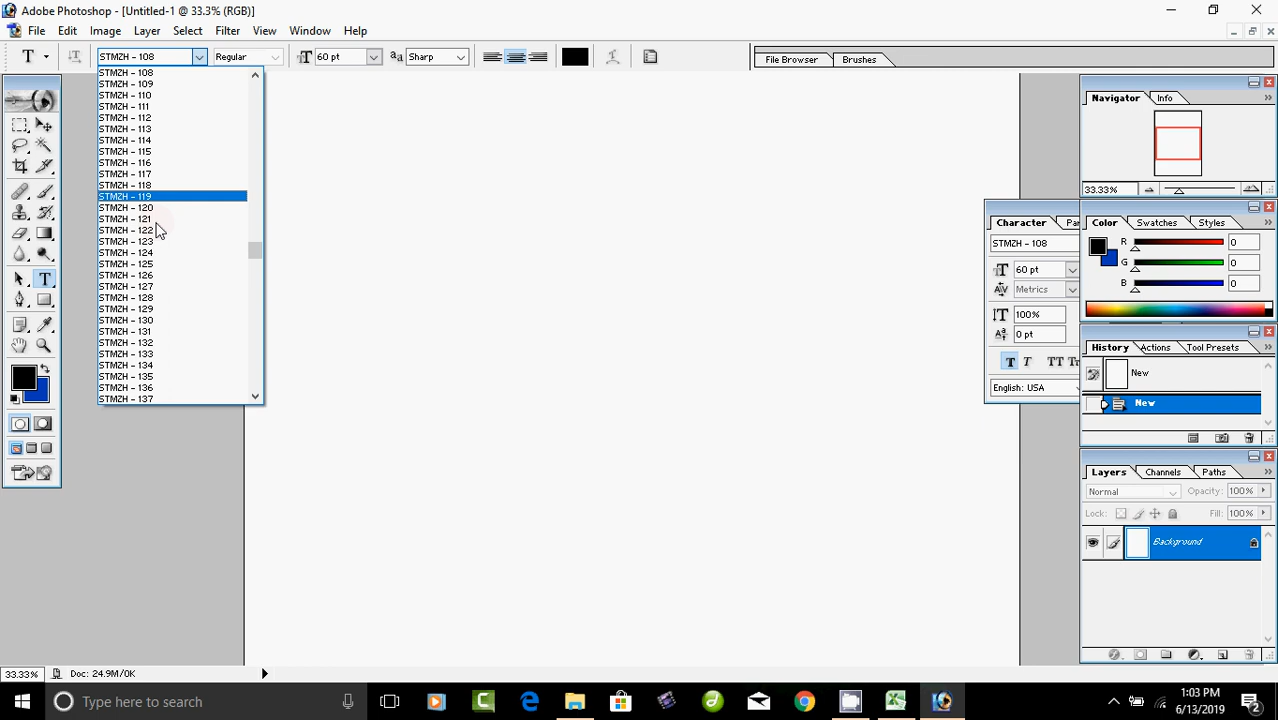 Adobe Photoshop - [Untitled-1 @ 33.3% (RGB)]
File Edit Image Layer Select Filter View Window Help
T STMZH - 108 Regular 60 pt aa Sharp File Browser Brushes
STMZH - 108
STMZH - 109
STMZH - 110
STMZH - 111
STMZH - 112
STMZH - 113
STMZH - 114
STMZH - 115
STMZH - 116
STMZH - 117
STMZH - 118
STMZH - 119
STMZH - 120
STMZH - 121
STMZH - 122
STMZH - 123
STMZH - 124
STMZH - 125
STMZH - 126
STMZH - 127
STMZH - 128
STMZH - 129
STMZH - 130
STMZH - 131
STMZH - 132
STMZH - 133
STMZH - 134
STMZH - 135
STMZH - 136
STMZH - 137
Navigator Info
33.33%
Character
STMZH - 108
60 pt
Metrics
100%
0 pt
T T TT
English: USA
Color Swatches Styles
R 0
G 0
B 0
History Actions Tool Presets
New
New
Layers Channels Paths
Normal Opacity: 100%
Lock: Fill: 100%
Background
33.33% Doc: 24.9M/0K
Type here to search
1:03 PM
6/13/2019
2